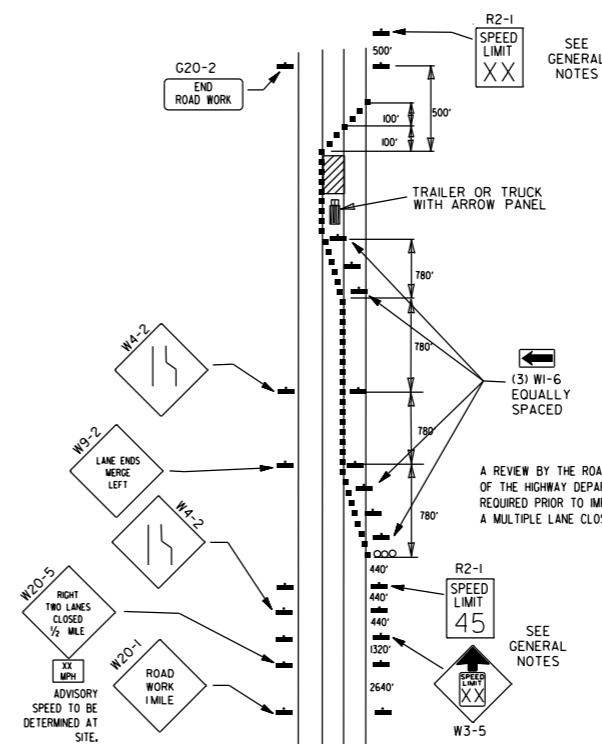 R2-1
SPEED
LIMIT
XX
SEE
GENERAL
NOTES
500'
G20-2
END
ROAD WORK
100'
500'
100'
TRAILER OR TRUCK
WITH ARROW PANEL
780'
780'
W4-2
(3) W1-6
EQUALLY
SPACED
780'
W9-2
LANE ENDS
MERGE
LEFT
A REVIEW BY THE ROA
OF THE HIGHWAY DEPAR
REQUIRED PRIOR TO IMP
A MULTIPLE LANE CLOS
780'
W4-2
440'
R2-1
SPEED
LIMIT
45
440'
W20-5
RIGHT
TWO LANES
CLOSED
1/2 MILE
440'
SEE
GENERAL
NOTES
1320'
XX
MPH
W20-1
ROAD
WORK
1 MILE
SPEED
LIMIT
XX
2640'
ADVISORY
SPEED TO BE
DETERMINED AT
SITE.
W3-5